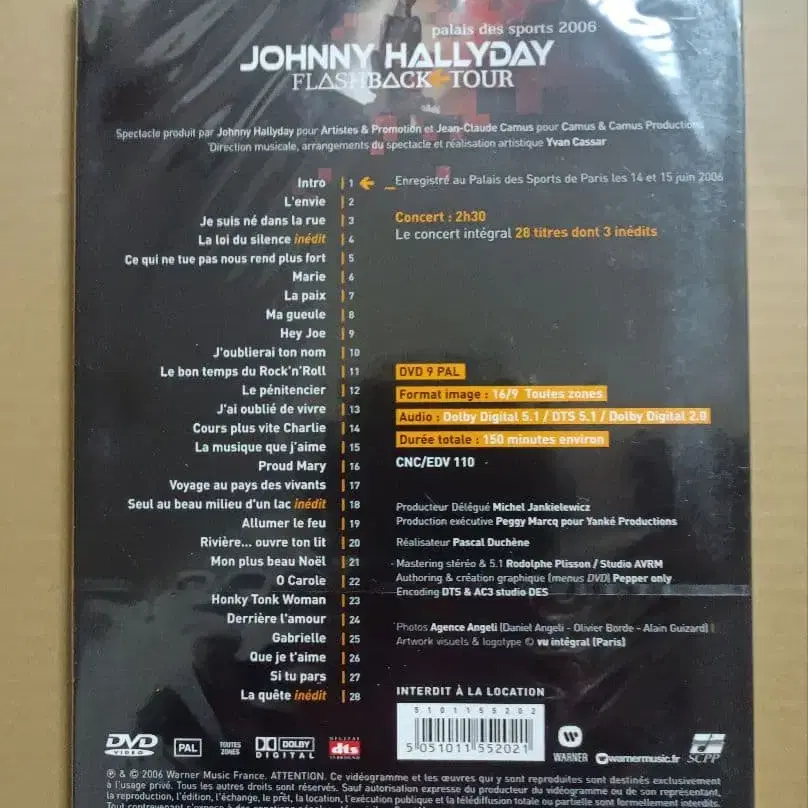 palais des sports 2006
JOHNNY HALLYDAY
FLASHBACK TOUR
Spectacle produit par Johnny Hallyday pour Artistes & Promotion et Jean-Claude Camus pour Camus & Camus Productions
Direction musicale, arrangements du spectacle et réalisation artistique Yvan Cassar
Intro | 1
L'envie | 2
Je suis né dans la rue | 3
La loi du silence inédit | 4
Ce qui ne tue pas nous rend plus fort | 5
Marie | 6
La paix | 7
Ma gueule | 8
Hey Joe | 9
J'oublierai ton nom | 10
Le bon temps du Rock'n'Roll | 11
Le pénitencier | 12
J'ai oublié de vivre | 13
Cours plus vite Charlie | 14
La musique que j'aime | 15
Proud Mary | 16
Voyage au pays des vivants | 17
Seul au beau milieu d'un lac inédit | 18
Allumer le feu | 19
Rivière... ouvre ton lit | 20
Mon plus beau Noël | 21
O Carole | 22
Honky Tonk Woman | 23
Derrière l'amour | 24
Gabrielle | 25
Que je t'aime | 26
Si tu pars | 27
La quête inédit | 28
Enregistré au Palais des Sports de Paris les 14 et 15 juin 2006
Concert : 2h30
Le concert intégral 28 titres dont 3 inédits
DVD 9 PAL
Format image : 16/9 Toutes zones
Audio : Dolby Digital 5.1 / DTS 5.1 / Dolby Digital 2.0
Durée totale : 150 minutes environ
CNC/EDV 110
Producteur Délégué Michel Jankielewicz
Production exécutive Peggy Marcq pour Yanké Productions
Réalisateur Pascal Duchène
Mastering stéréo & 5.1 Rodolphe Plisson / Studio AVRM
Authoring & création graphique (menus DVD) Pepper only
Encoding DTS & AC3 studio DES
Photos Agence Angeli (Daniel Angeli - Olivier Borde - Alain Guizard)
Artwork visuels & logotype © vu intégral (Paris)
INTERDIT À LA LOCATION
5101155202
5 051011 552021
DVD VIDEO
PAL
TOUTES ZONES
DOLBY DIGITAL
DIGITAL dts SURROUND
WARNER
warnermusic.fr
SCPP
℗ & © 2006 Warner Music France. ATTENTION. Ce vidéogramme et les œuvres qui y sont reproduites sont destinés exclusivement
à l'usage privé. Tous les autres droits sont réservés. Sauf autorisation expresse du producteur du vidéogramme ou de son représentant,
la reproduction, l'édition, l'échange, le prêt, la location, l'exécution publique et la télédiffusion totale ou partielle sont formellement interdits.